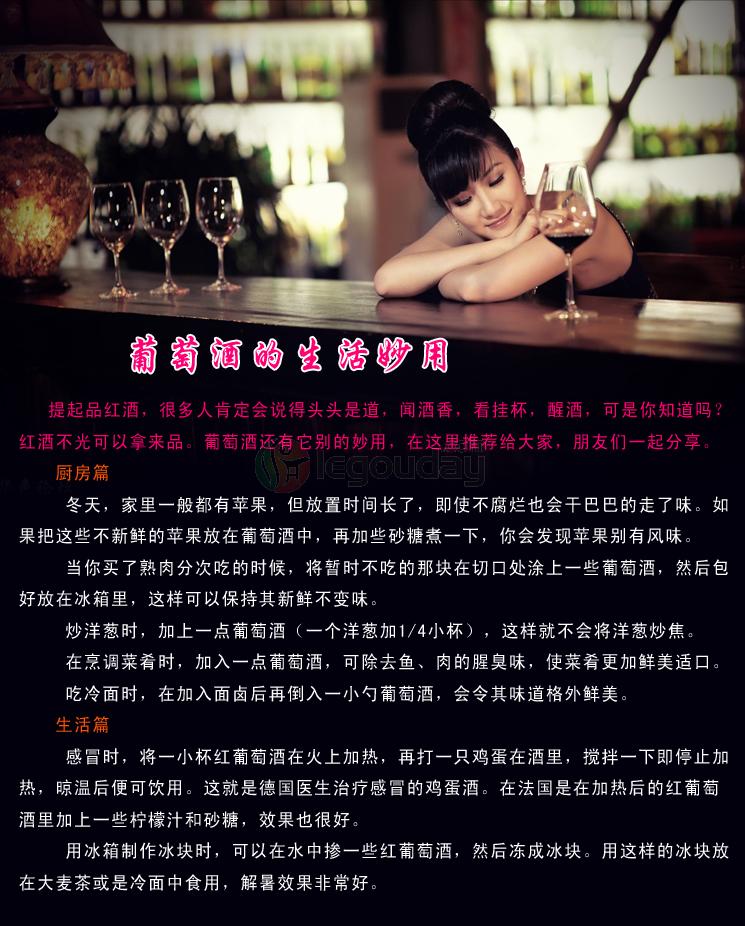 葡萄酒的生活妙用
提起品红酒，很多人肯定会说得头头是道，闻酒香，看挂杯，醒酒，可是你知道吗？
红酒不光可以拿来品。葡萄酒还有它别的妙用，在这里推荐给大家，朋友们一起分享。
legouday
厨房篇
冬天，家里一般都有苹果，但放置时间长了，即使不腐烂也会干巴巴的走了味。如
果把这些不新鲜的苹果放在葡萄酒中，再加些砂糖煮一下，你会发现苹果别有风味。
当你买了熟肉分次吃的时候，将暂时不吃的那块在切口处涂上一些葡萄酒，然后包
好放在冰箱里，这样可以保持其新鲜不变味。
炒洋葱时，加上一点葡萄酒（一个洋葱加1/4小杯），这样就不会将洋葱炒焦。
在烹调菜肴时，加入一点葡萄酒，可除去鱼、肉的腥臭味，使菜肴更加鲜美适口。
吃冷面时，在加入面卤后再倒入一小勺葡萄酒，会令其味道格外鲜美。
生活篇
感冒时，将一小杯红葡萄酒在火上加热，再打一只鸡蛋在酒里，搅拌一下即停止加
热，晾温后便可饮用。这就是德国医生治疗感冒的鸡蛋酒。在法国是在加热后的红葡萄
酒里加上一些柠檬汁和砂糖，效果也很好。
用冰箱制作冰块时，可以在水中掺一些红葡萄酒，然后冻成冰块。用这样的冰块放
在大麦茶或是冷面中食用，解暑效果非常好。